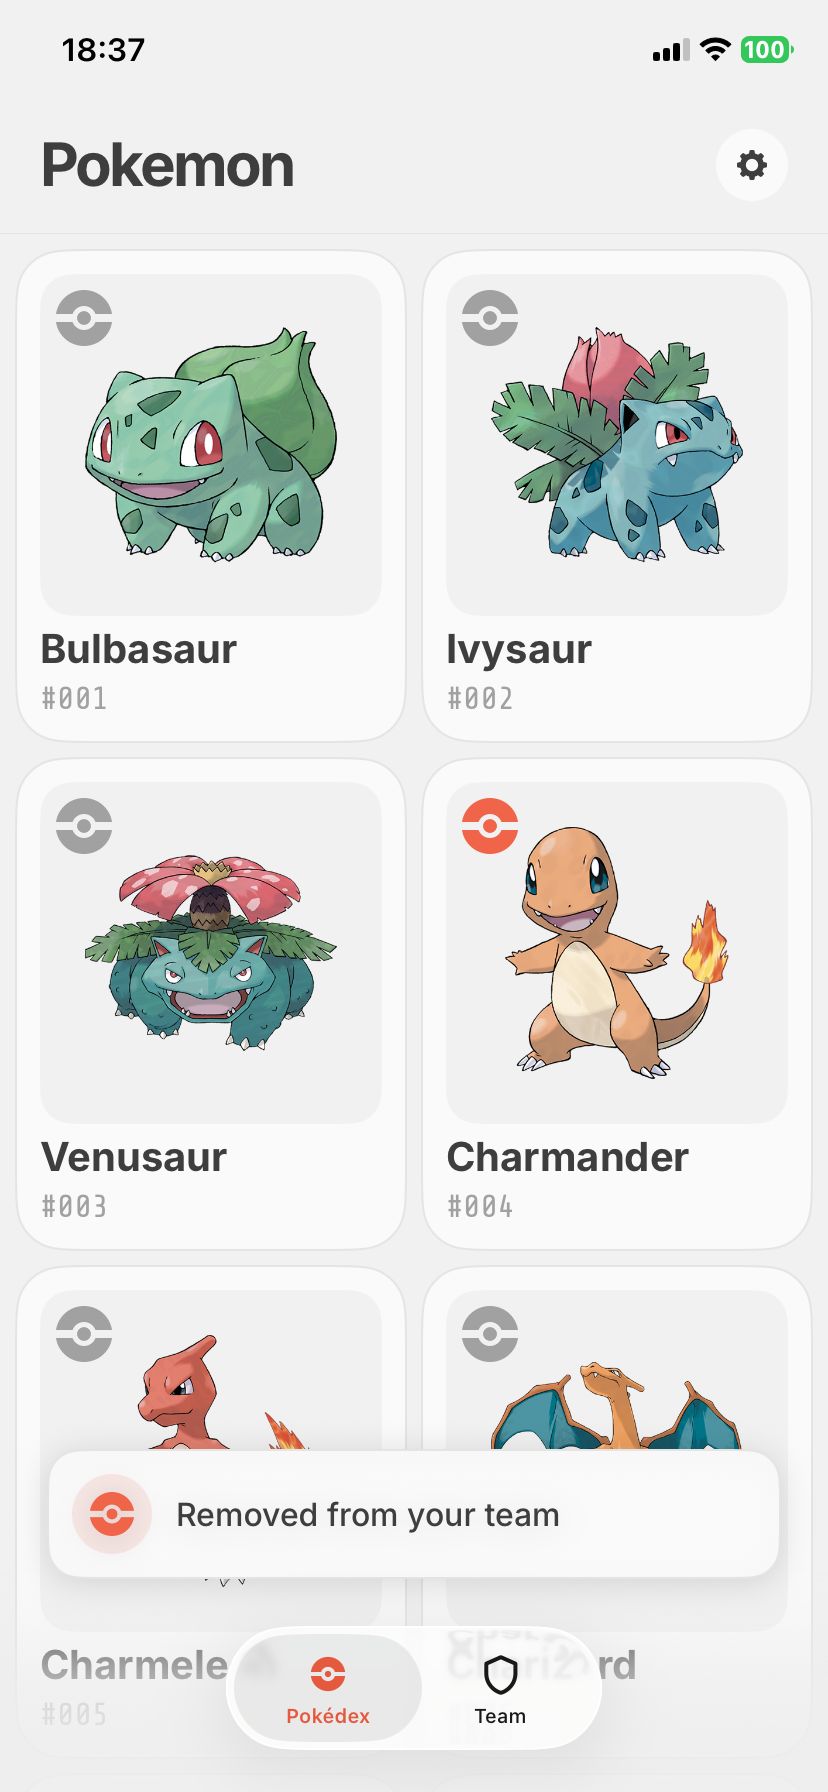 18:37
100
Pokemon
Bulbasaur
#001
Ivysaur
#002
Venusaur
#003
Charmander
#004
Removed from your team
#005
Pokédex
Team